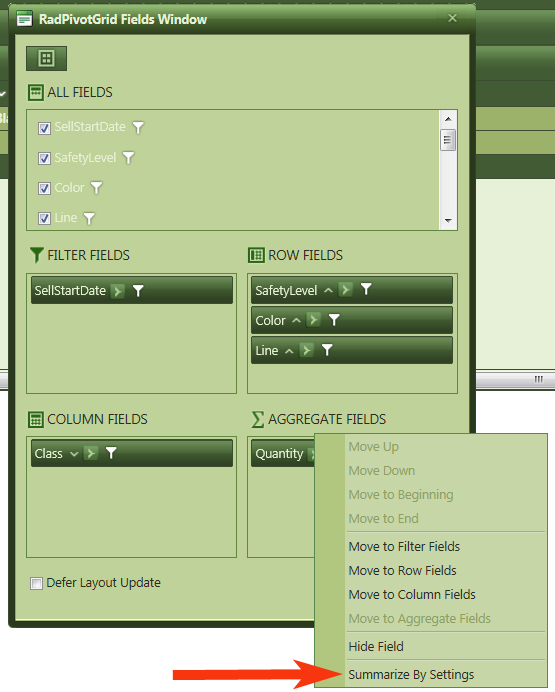 RadPivotGrid Fields Window
ALL FIELDS
SellStartDate
SafetyLevel
Color
Line
FILTER FIELDS
SellStartDate
ROW FIELDS
SafetyLevel
Color
Line
COLUMN FIELDS
Class
AGGREGATE FIELDS
Quantity
Move Up
Move Down
Move to Beginning
Move to End
Move to Filter Fields
Move to Row Fields
Move to Column Fields
Move to Aggregate Fields
Hide Field
Summarize By Settings
Defer Layout Update